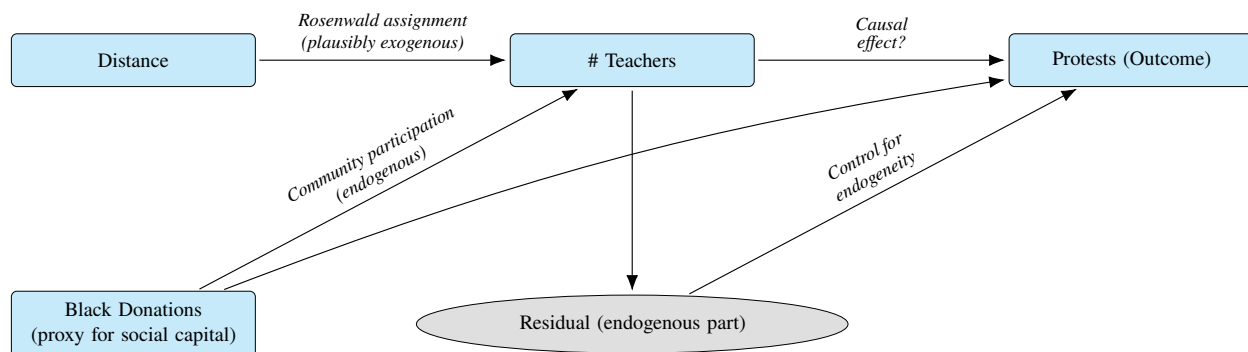 Rosenwald assignment
(plausibly exogenous)
Causal
effect?
Distance
# Teachers
Protests (Outcome)
Community participation
(endogenous)
Control for
endogeneity
Black Donations
(proxy for social capital)
Residual (endogenous part)